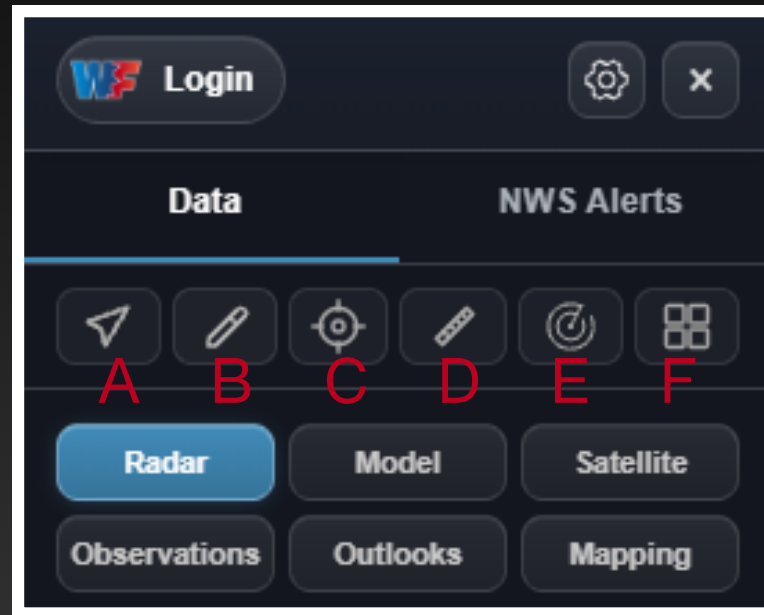 WF Login
Data NWS Alerts
A B C D E F
Radar Model Satellite
Observations Outlooks Mapping